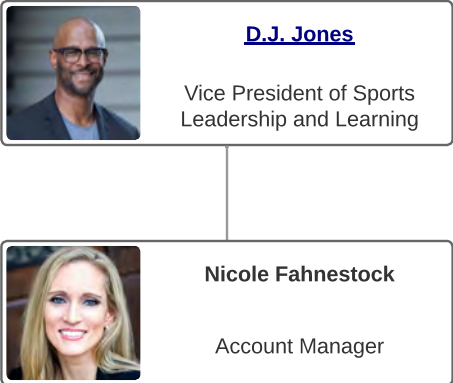 D.J. Jones
Vice President of Sports
Leadership and Learning
Nicole Fahnestock
Account Manager